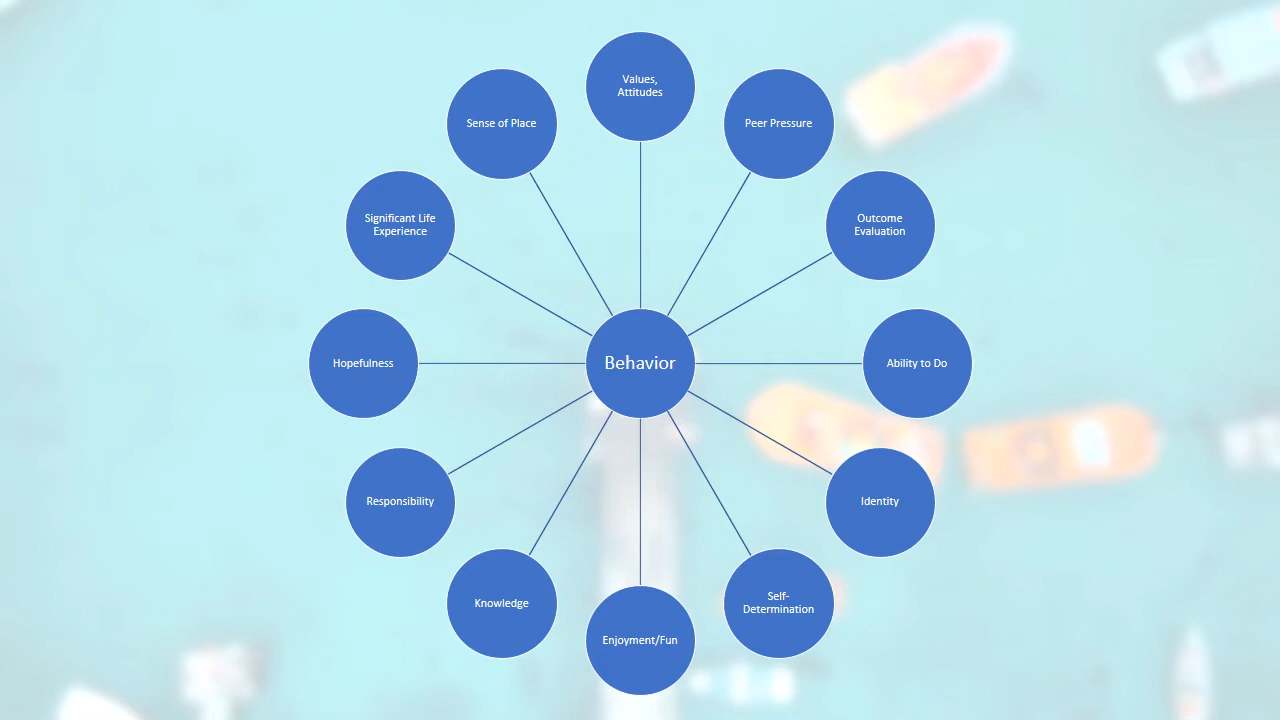 Values,
Attitudes
Peer Pressure
Outcome
Evaluation
Ability to Do
Identity
Self-
Determination
Enjoyment/Fun
Knowledge
Responsibility
Hopefulness
Significant Life
Experience
Sense of Place
Behavior